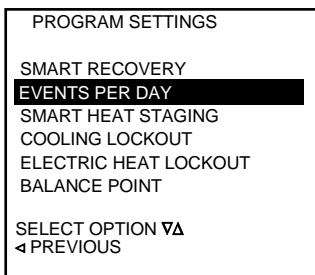 PROGRAM SETTINGS
SMART RECOVERY
EVENTS PER DAY
SMART HEAT STAGING
COOLING LOCKOUT
ELECTRIC HEAT LOCKOUT
BALANCE POINT
SELECT OPTION ∇Δ
◁ PREVIOUS